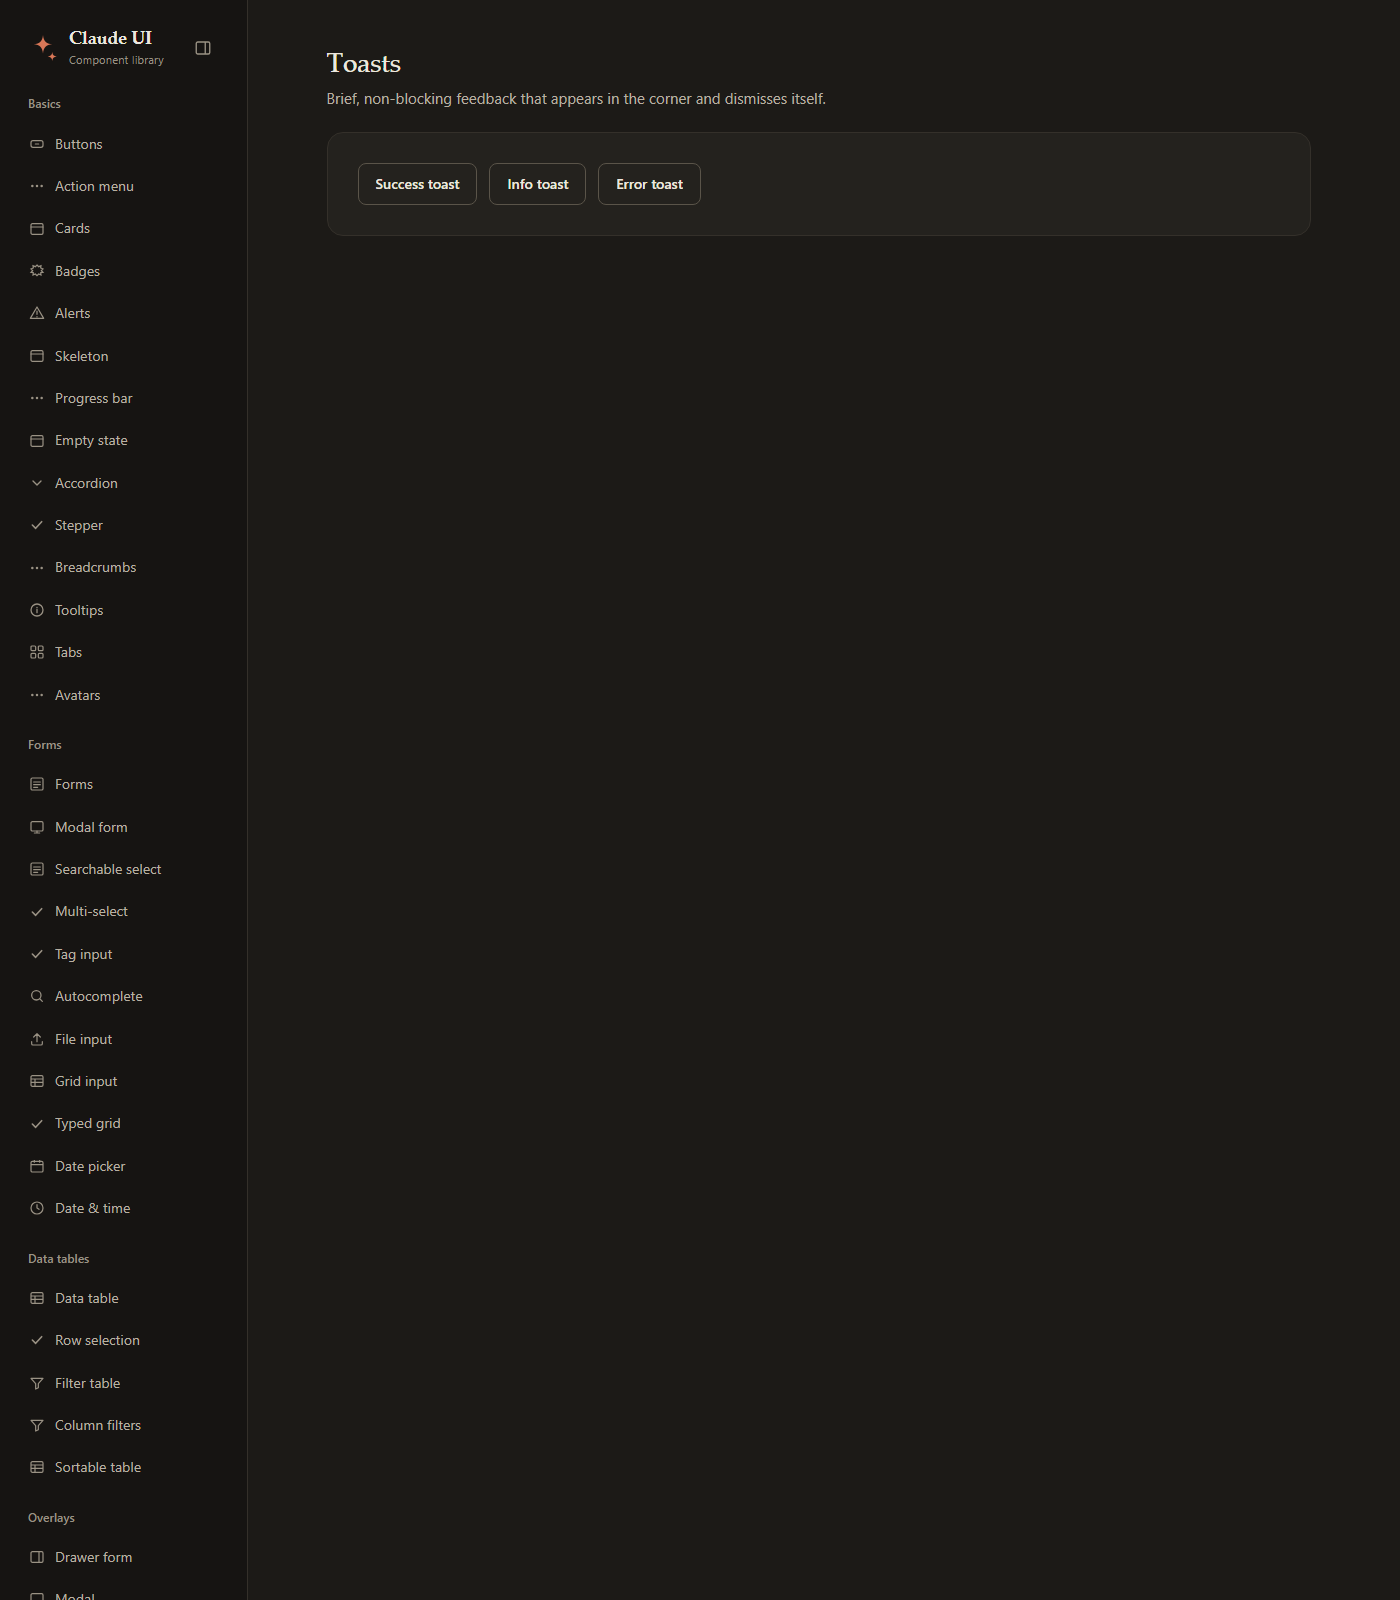 Claude UI
Component library
Basics
Buttons
Action menu
Cards
Badges
Alerts
Skeleton
Progress bar
Empty state
Accordion
Stepper
Breadcrumbs
Tooltips
Tabs
Avatars
Forms
Forms
Modal form
Searchable select
Multi-select
Tag input
Autocomplete
File input
Grid input
Typed grid
Date picker
Date & time
Data tables
Data table
Row selection
Filter table
Column filters
Sortable table
Overlays
Drawer form
Modal
Toasts
Brief, non-blocking feedback that appears in the corner and dismisses itself.
Success toast
Info toast
Error toast